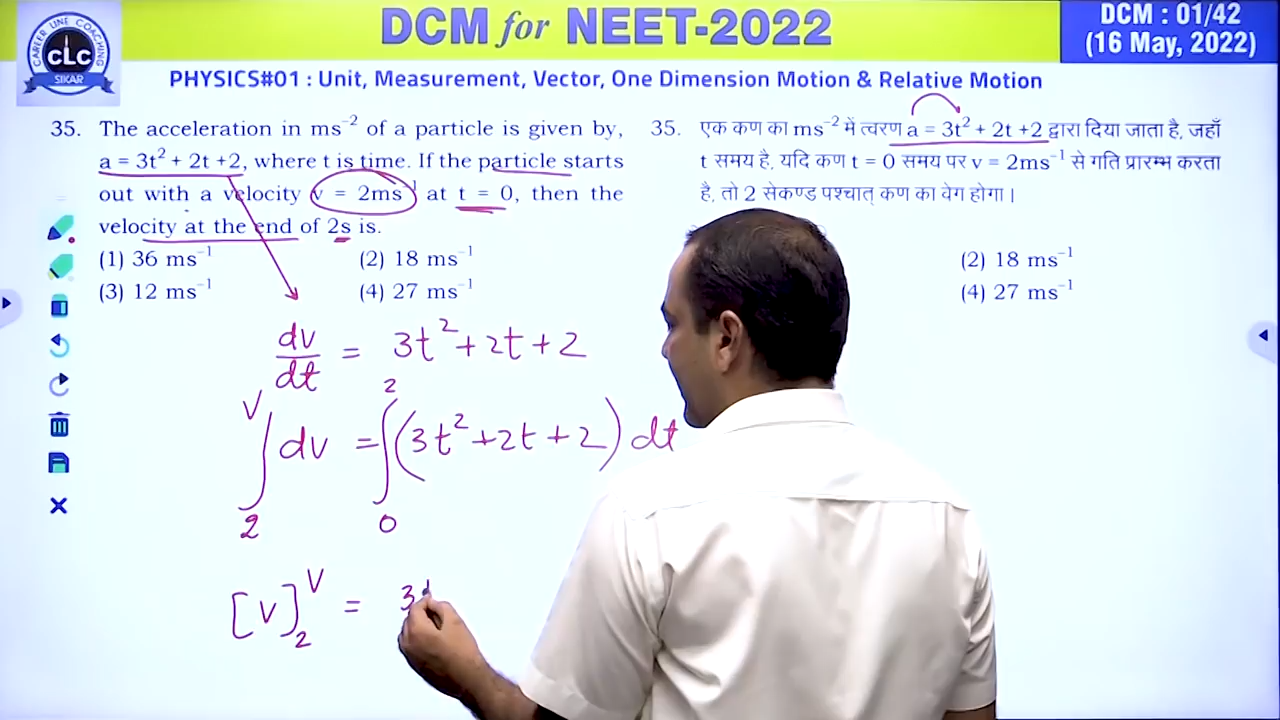 DCM for NEET-2022
DCM : 01/42
(16 May, 2022)
CAREER LINE COACHING
CLC
SIKAR
PHYSICS#01 : Unit, Measurement, Vector, One Dimension Motion & Relative Motion
35. The acceleration in ms⁻² of a particle is given by,
a = 3t² + 2t +2, where t is time. If the particle starts
out with a velocity v = 2ms⁻¹ at t = 0, then the
velocity at the end of 2s is.
(1) 36 ms⁻¹ (2) 18 ms⁻¹
(3) 12 ms⁻¹ (4) 27 ms⁻¹
35. एक कण का ms⁻² में त्वरण a = 3t² + 2t +2 द्वारा दिया जाता है, जहाँ
t समय है, यदि कण t = 0 समय पर v = 2ms⁻¹ से गति प्रारम्भ करता
है, तो 2 सेकण्ड पश्चात् कण का वेग होगा।
(2) 18 ms⁻¹
(4) 27 ms⁻¹
dv/dt = 3t² + 2t + 2
∫₂ⱽ dv = ∫₀² (3t² + 2t + 2) dt
[V]₂ⱽ = 3